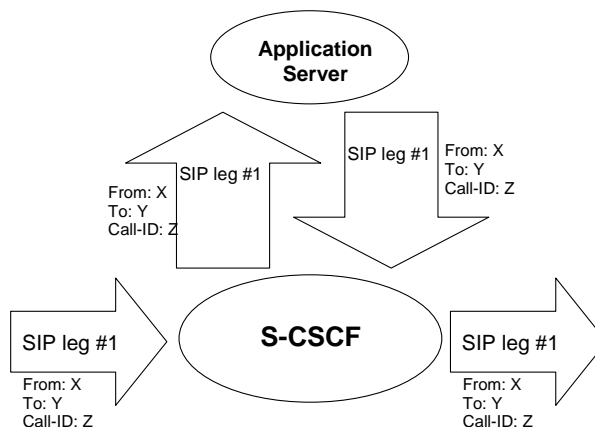 Application
Server
SIP leg #1
From: X
To: Y
Call-ID: Z
SIP leg #1
From: X
To: Y
Call-ID: Z
SIP leg #1
From: X
To: Y
Call-ID: Z
S-CSCF
SIP leg #1
From: X
To: Y
Call-ID: Z